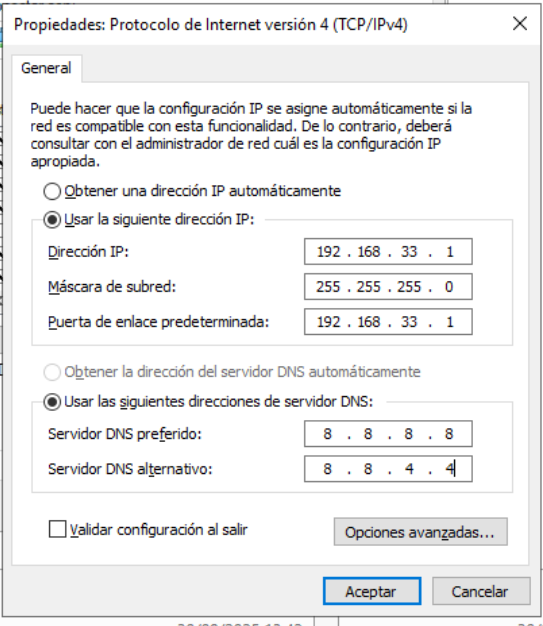 Propiedades: Protocolo de Internet versión 4 (TCP/IPv4)
General
Puede hacer que la configuración IP se asigne automáticamente si la
red es compatible con esta funcionalidad. De lo contrario, deberá
consultar con el administrador de red cuál es la configuración IP
apropiada.
Obtener una dirección IP automáticamente
Usar la siguiente dirección IP:
Dirección IP: 192 . 168 . 33 . 1
Máscara de subred: 255 . 255 . 255 . 0
Puerta de enlace predeterminada: 192 . 168 . 33 . 1
Obtener la dirección del servidor DNS automáticamente
Usar las siguientes direcciones de servidor DNS:
Servidor DNS preferido: 8 . 8 . 8 . 8
Servidor DNS alternativo: 8 . 8 . 4 . 4
Validar configuración al salir
Opciones avanzadas...
Aceptar Cancelar